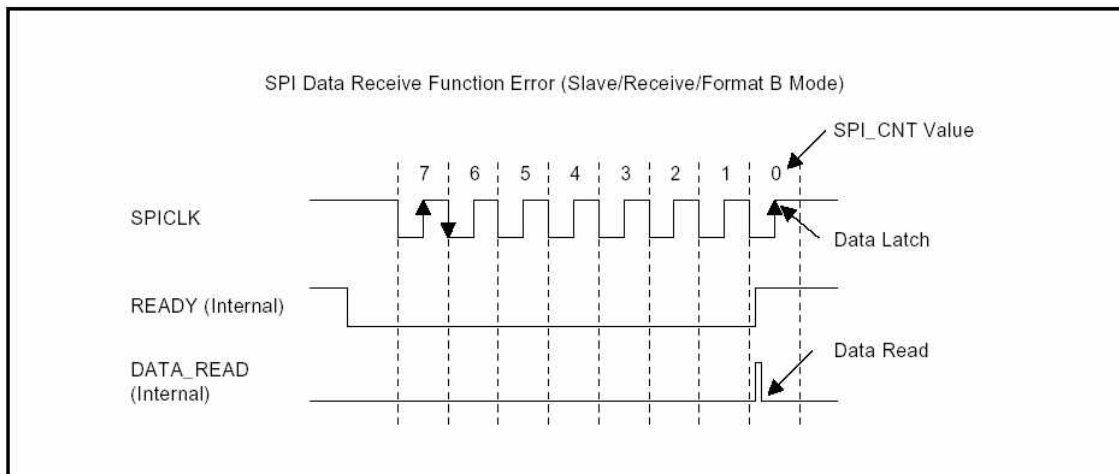 SPI Data Receive Function Error (Slave/Receive/Format B Mode)
SPI_CNT Value
7 6 5 4 3 2 1 0
SPICLK
Data Latch
READY (Internal)
Data Read
DATA_READ
(Internal)